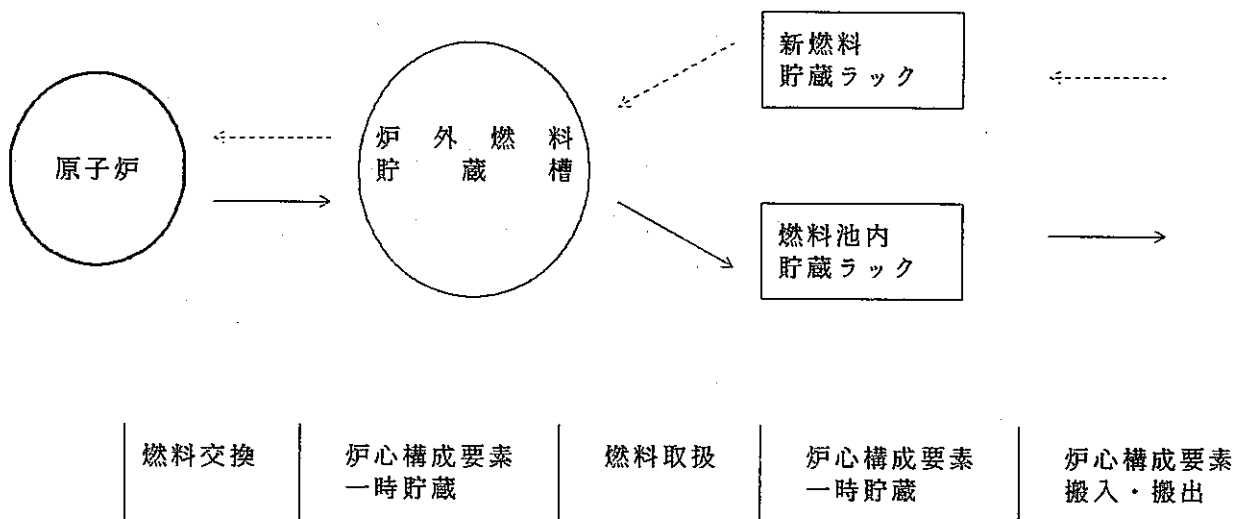 新燃料
貯蔵ラック
原子炉
炉外燃料
貯蔵槽
燃料池内
貯蔵ラック
燃料交換
炉心構成要素
一時貯蔵
燃料取扱
炉心構成要素
一時貯蔵
炉心構成要素
搬入・搬出